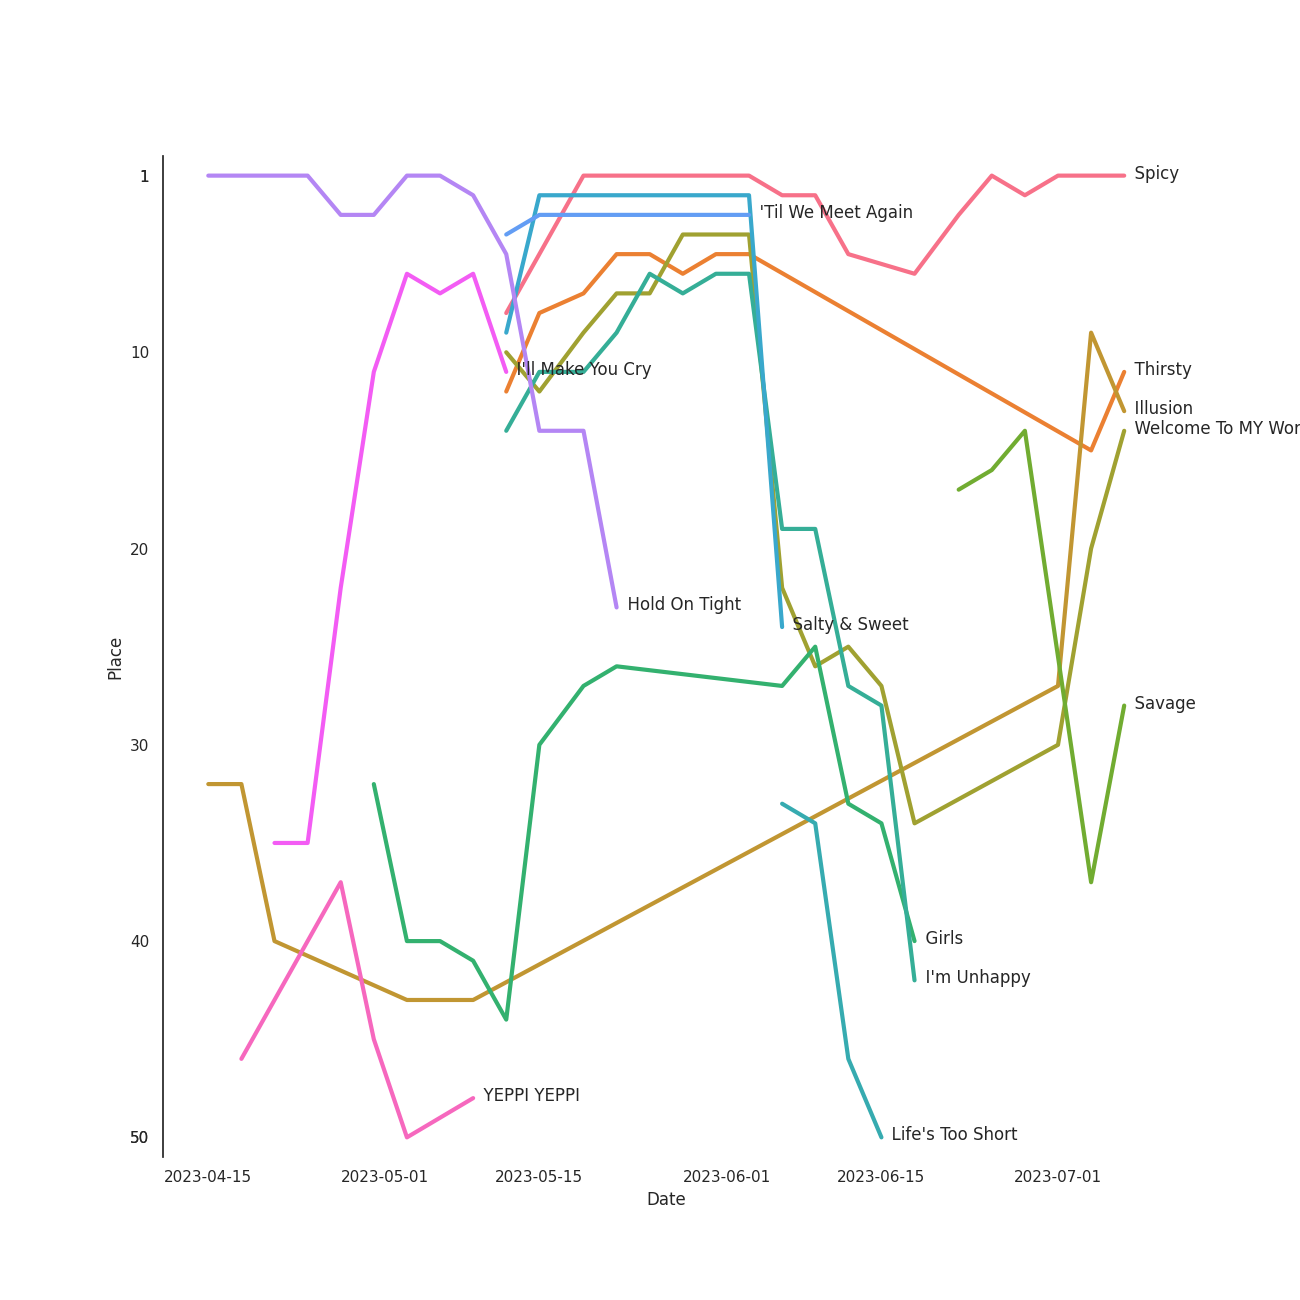 1
Spicy
'Til We Meet Again
10
I'll Make You Cry
Thirsty
Illusion
Welcome To MY Wor
20
Hold On Tight
Salty & Sweet
Place
Savage
30
40
Girls
I'm Unhappy
YEPPI YEPPI
50
Life's Too Short
2023-04-15
2023-05-01
2023-05-15
2023-06-01
2023-06-15
2023-07-01
Date